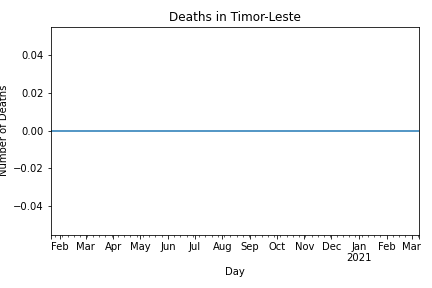 Deaths in Timor-Leste
0.04
0.02
0.00
−0.02
−0.04
Number of Deaths
Feb Mar Apr May Jun Jul Aug Sep Oct Nov Dec Jan Feb Mar
2021
Day